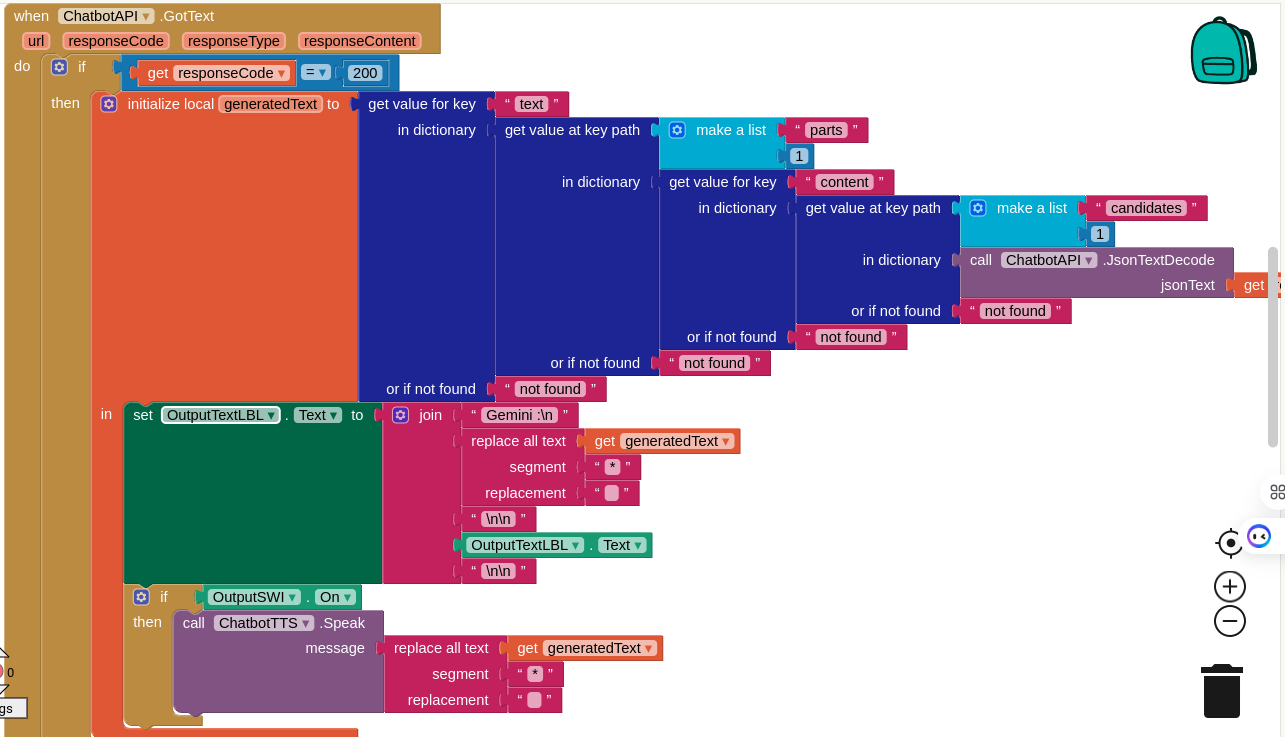 when ChatbotAPI .GotText
url responseCode responseType responseContent
do if get responseCode = 200
then initialize local generatedText to get value for key “ text ”
in dictionary get value at key path make a list “ parts ”
1
in dictionary get value for key “ content ”
in dictionary get value at key path make a list “ candidates ”
1
in dictionary call ChatbotAPI .JsonTextDecode
jsonText get
or if not found “ not found ”
or if not found “ not found ”
or if not found “ not found ”
or if not found “ not found ”
in set OutputTextLBL . Text to join “ Gemini :\n ”
replace all text get generatedText
segment “ * ”
replacement “ ”
“ \n\n ”
OutputTextLBL . Text
“ \n\n ”
if OutputSWI . On
then call ChatbotTTS .Speak
message replace all text get generatedText
segment “ * ”
replacement “ ”
0
gs